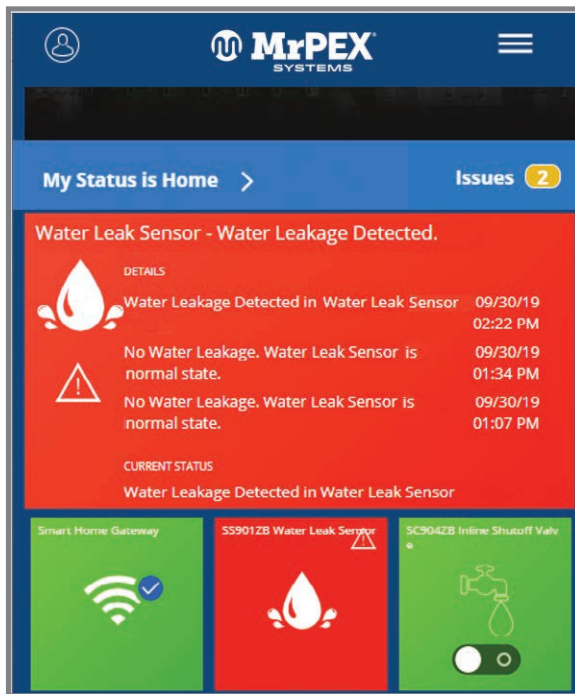 MrPEX®
SYSTEMS
My Status is Home
Issues 2
Water Leak Sensor - Water Leakage Detected.
DETAILS
Water Leakage Detected in Water Leak Sensor 09/30/19
02:22 PM
No Water Leakage. Water Leak Sensor is 09/30/19
normal state. 01:34 PM
No Water Leakage. Water Leak Sensor is 09/30/19
normal state. 01:07 PM
CURRENT STATUS
Water Leakage Detected in Water Leak Sensor
Smart Home Gateway
SS901ZB Water Leak Sensor
SC904ZB Inline Shutoff Valv
e